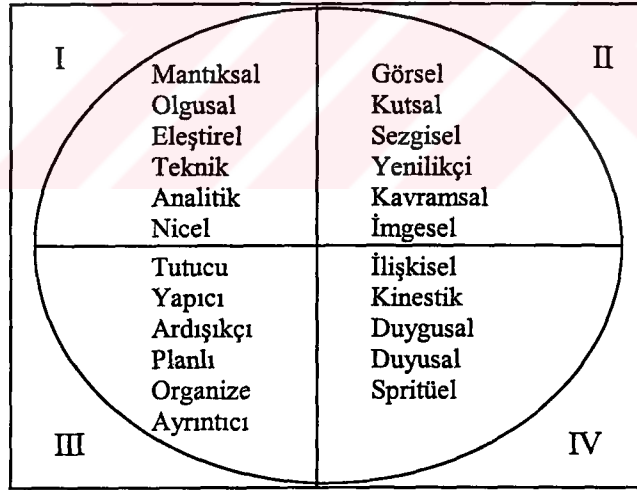 I
Mantıksal
Olgusal
Eleştirel
Teknik
Analitik
Nicel
II
Görsel
Kutsal
Sezgisel
Yenilikçi
Kavramsal
İmgesel
Tutucu
Yapıcı
Ardışıkçı
Planlı
Organize
Ayrıntıcı
III
İlişkisel
Kinestik
Duygusal
Duyusal
Spritüel
IV